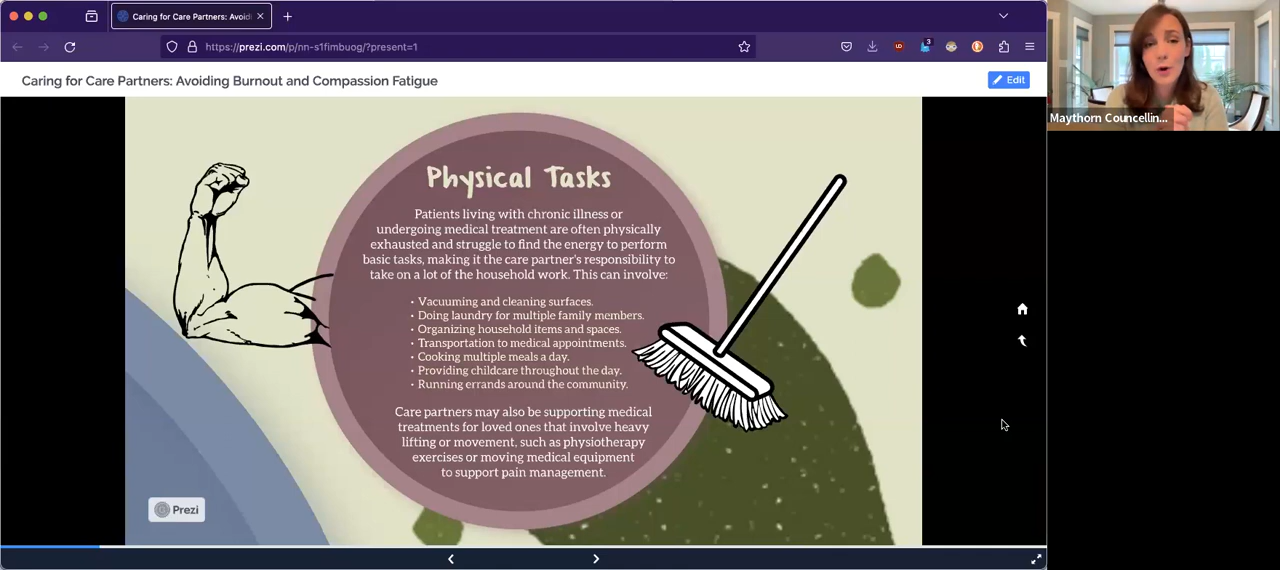 Caring for Care Partners: Avoidi
https://prezi.com/p/nn-s1fimbuog/?present=1
3
Caring for Care Partners: Avoiding Burnout and Compassion Fatigue
Edit
Maythorn Councellin...
Physical Tasks
Patients living with chronic illness or
undergoing medical treatment are often physically
exhausted and struggle to find the energy to perform
basic tasks, making it the care partner's responsibility to
take on a lot of the household work. This can involve:
• Vacuuming and cleaning surfaces.
• Doing laundry for multiple family members.
• Organizing household items and spaces.
• Transportation to medical appointments.
• Cooking multiple meals a day.
• Providing childcare throughout the day.
• Running errands around the community.
Care partners may also be supporting medical
treatments for loved ones that involve heavy
lifting or movement, such as physiotherapy
exercises or moving medical equipment
to support pain management.
Prezi